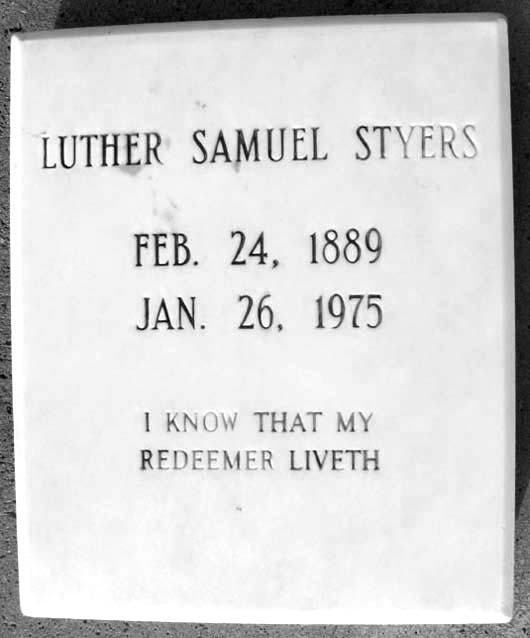 LUTHER SAMUEL STYERS
FEB. 24, 1889
JAN. 26, 1975
I KNOW THAT MY
REDEEMER LIVETH